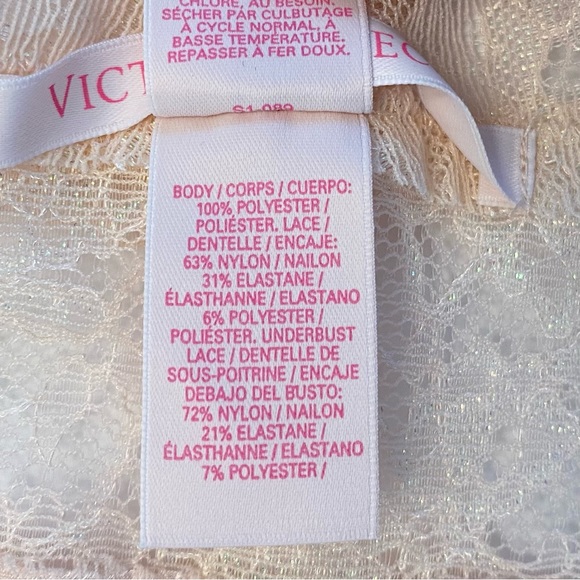 CHLORE, AU BESOIN.
SÉCHER PAR CULBUTAGE
À CYCLE NORMAL, À
BASSE TEMPÉRATURE.
REPASSER À FER DOUX.
VICT
BODY / CORPS / CUERPO:
100% POLYESTER /
POLIÉSTER. LACE /
DENTELLE / ENCAJE:
63% NYLON / NAILON
31% ELASTANE /
ÉLASTHANNE / ELASTANO
6% POLYESTER /
POLIÉSTER. UNDERBUST
LACE / DENTELLE DE
SOUS-POITRINE / ENCAJE
DEBAJO DEL BUSTO:
72% NYLON / NAILON
21% ELASTANE /
ÉLASTHANNE / ELASTANO
7% POLYESTER /